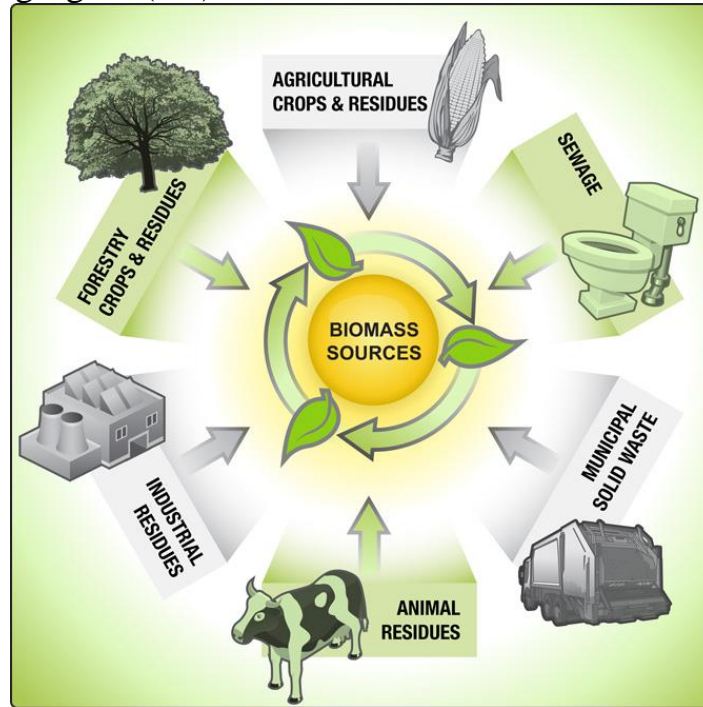 AGRICULTURAL
CROPS & RESIDUES
SEWAGE
FORESTRY
CROPS & RESIDUES
BIOMASS
SOURCES
MUNICIPAL
SOLID WASTE
INDUSTRIAL
RESIDUES
ANIMAL
RESIDUES